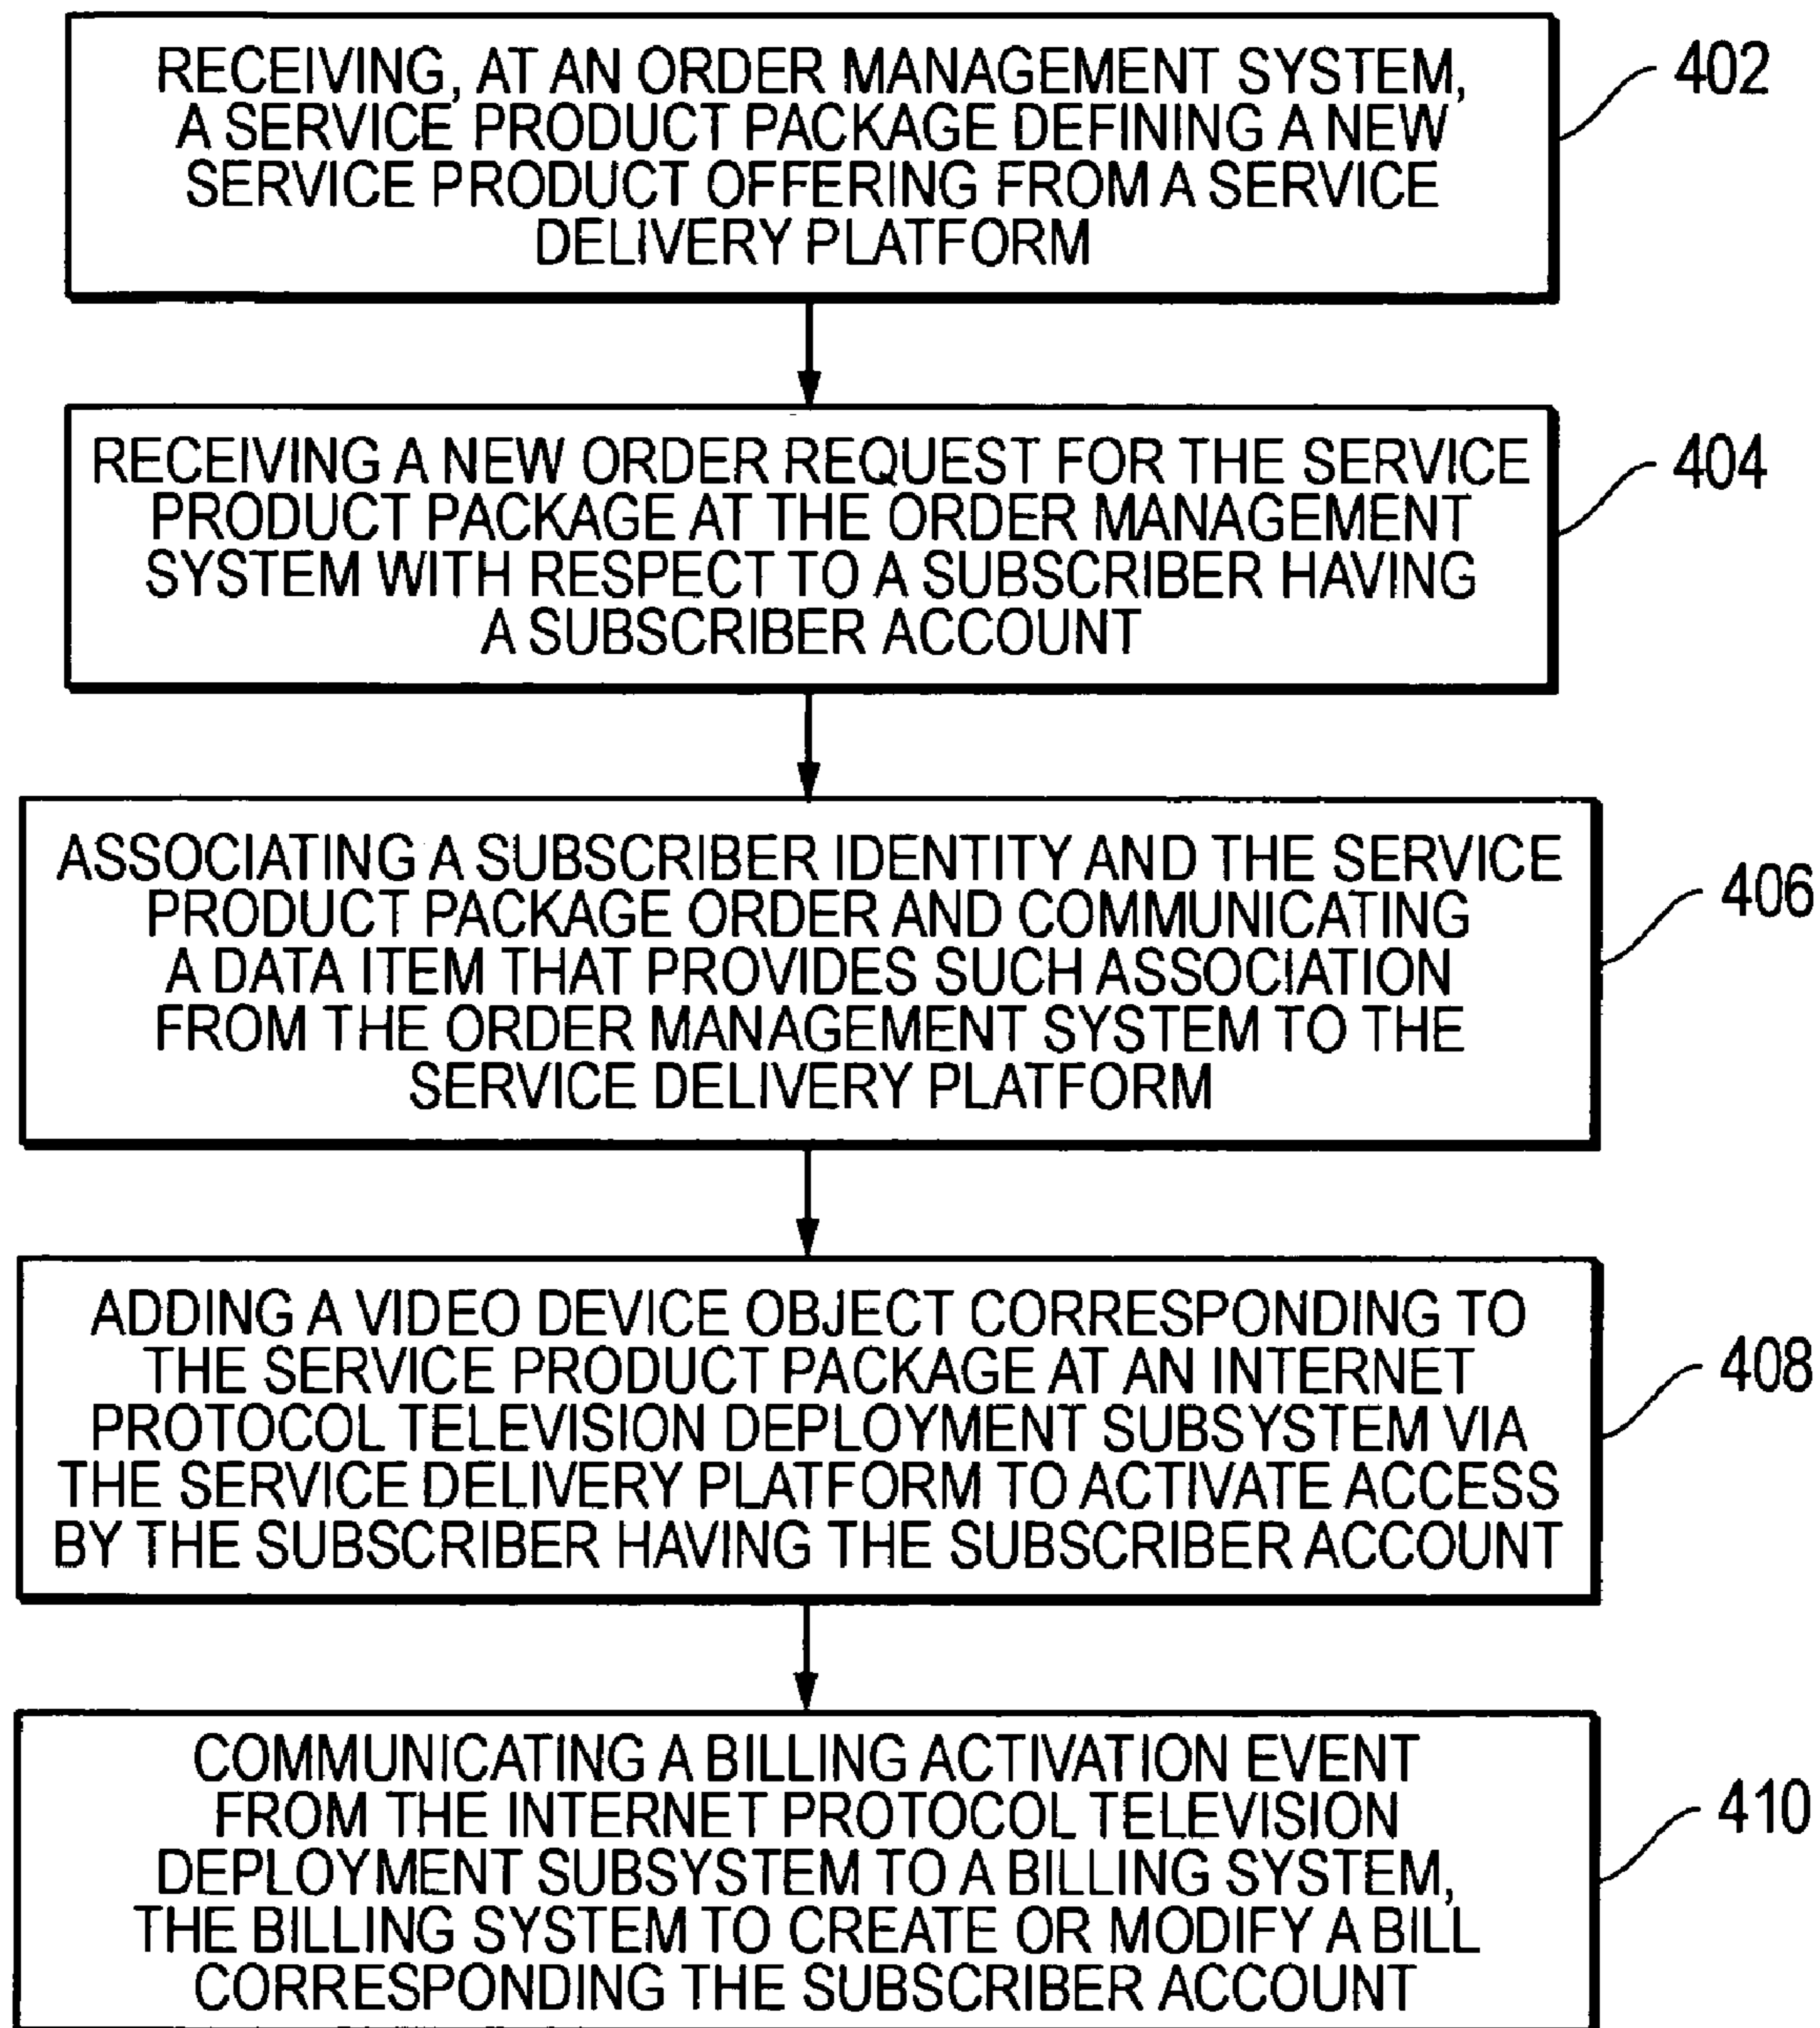 RECEIVING, AT AN ORDER MANAGEMENT SYSTEM,
A SERVICE PRODUCT PACKAGE DEFINING A NEW
SERVICE PRODUCT OFFERING FROM A SERVICE
DELIVERY PLATFORM
402
RECEIVING A NEW ORDER REQUEST FOR THE SERVICE
PRODUCT PACKAGE AT THE ORDER MANAGEMENT
SYSTEM WITH RESPECT TO A SUBSCRIBER HAVING
A SUBSCRIBER ACCOUNT
404
ASSOCIATING A SUBSCRIBER IDENTITY AND THE SERVICE
PRODUCT PACKAGE ORDER AND COMMUNICATING
A DATA ITEM THAT PROVIDES SUCH ASSOCIATION
FROM THE ORDER MANAGEMENT SYSTEM TO THE
SERVICE DELIVERY PLATFORM
406
ADDING A VIDEO DEVICE OBJECT CORRESPONDING TO
THE SERVICE PRODUCT PACKAGE AT AN INTERNET
PROTOCOL TELEVISION DEPLOYMENT SUBSYSTEM VIA
THE SERVICE DELIVERY PLATFORM TO ACTIVATE ACCESS
BY THE SUBSCRIBER HAVING THE SUBSCRIBER ACCOUNT
408
COMMUNICATING A BILLING ACTIVATION EVENT
FROM THE INTERNET PROTOCOL TELEVISION
DEPLOYMENT SUBSYSTEM TO A BILLING SYSTEM,
THE BILLING SYSTEM TO CREATE OR MODIFY A BILL
CORRESPONDING THE SUBSCRIBER ACCOUNT
410